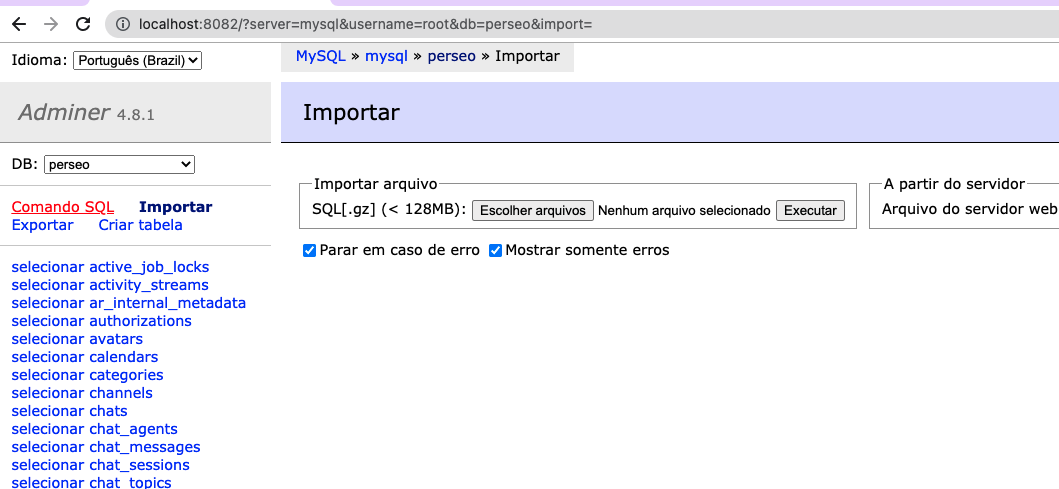 localhost:8082/?server=mysql&username=root&db=perseo&import=
Idioma: Português (Brazil)
MySQL » mysql » perseo » Importar
Adminer 4.8.1
Importar
DB: perseo
Comando SQL Importar
Exportar Criar tabela
Importar arquivo
SQL[.gz] (< 128MB): Escolher arquivos Nenhum arquivo selecionado Executar
A partir do servidor
Arquivo do servidor web
Parar em caso de erro Mostrar somente erros
selecionar active_job_locks
selecionar activity_streams
selecionar ar_internal_metadata
selecionar authorizations
selecionar avatars
selecionar calendars
selecionar categories
selecionar channels
selecionar chats
selecionar chat_agents
selecionar chat_messages
selecionar chat_sessions
selecionar chat_topics